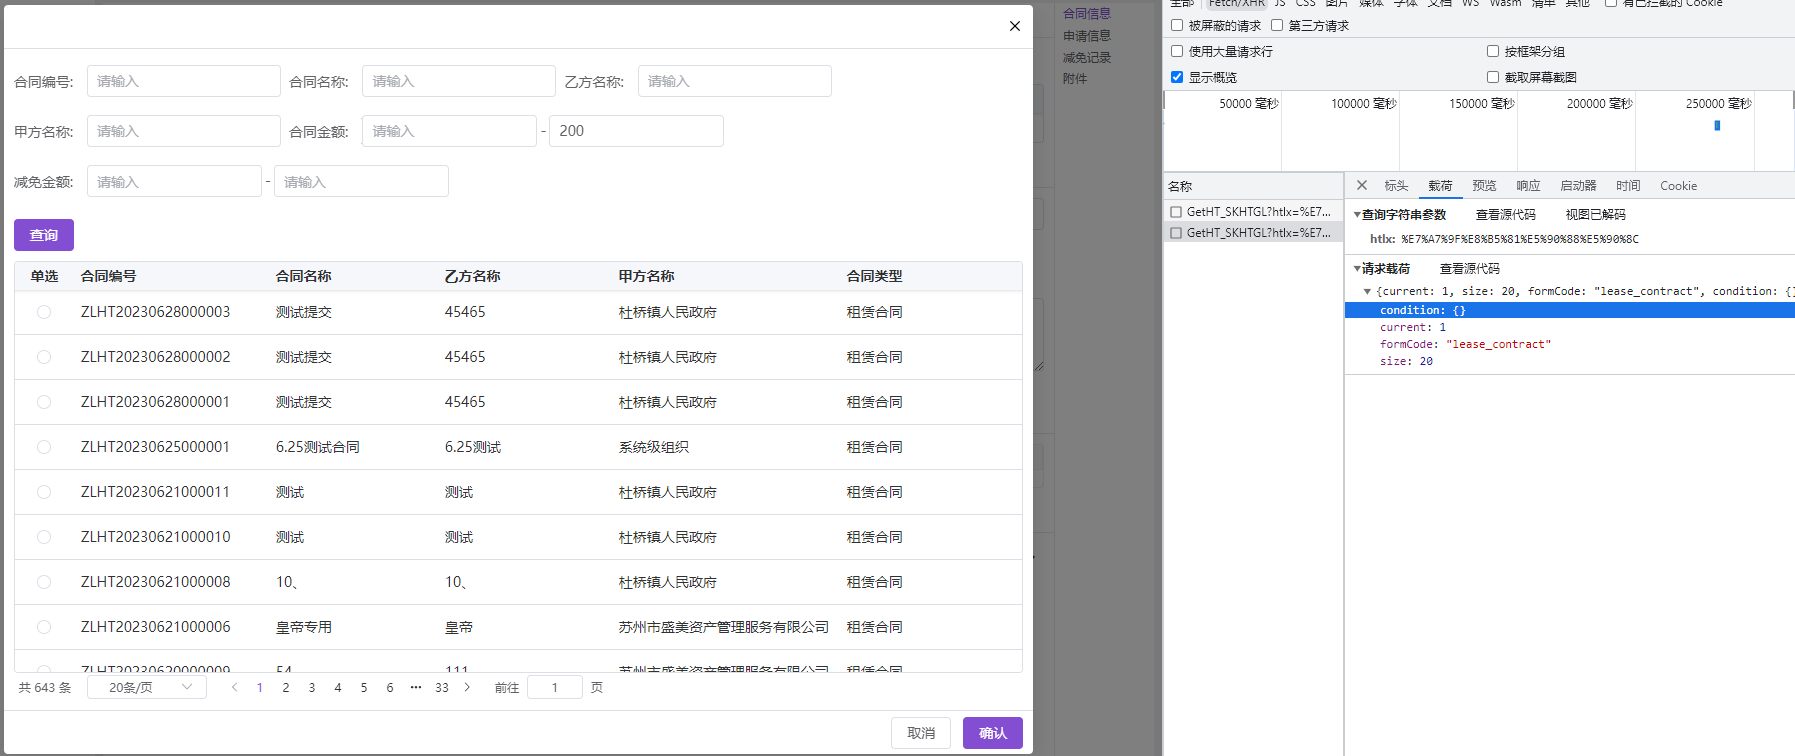 合同编号: 请输入 合同名称: 请输入 乙方名称: 请输入
甲方名称: 请输入 合同金额: 请输入 - 200
减免金额: 请输入 - 请输入
查询
单选 合同编号 合同名称 乙方名称 甲方名称 合同类型
ZLHT20230628000003 测试提交 45465 杜桥镇人民政府 租赁合同
ZLHT20230628000002 测试提交 45465 杜桥镇人民政府 租赁合同
ZLHT20230628000001 测试提交 45465 杜桥镇人民政府 租赁合同
ZLHT20230625000001 6.25测试合同 6.25测试 系统级组织 租赁合同
ZLHT20230621000011 测试 测试 杜桥镇人民政府 租赁合同
ZLHT20230621000010 测试 测试 杜桥镇人民政府 租赁合同
ZLHT20230621000008 10、 10、 杜桥镇人民政府 租赁合同
ZLHT20230621000006 皇帝专用 皇帝 苏州市盛美资产管理服务有限公司 租赁合同
ZLHT20230620000009 54 111 苏州市盛美资产管理服务有限公司 租赁合同
共 643 条 20条/页 1 2 3 4 5 6 ··· 33 前往 1 页
取消 确认
合同信息
申请信息
减免记录
附件
全部 Fetch/XHR JS CSS 图片 媒体 字体 文档 WS Wasm 清单 其他 有已拦截的 Cookie
被屏蔽的请求 第三方请求
使用大量请求行 按框架分组
显示概览 截取屏幕截图
50000 毫秒 100000 毫秒 150000 毫秒 200000 毫秒 250000 毫秒
名称
GetHT_SKHTGL?htlx=%E7...
GetHT_SKHTGL?htlx=%E7...
标头 载荷 预览 响应 启动器 时间 Cookie
查询字符串参数 查看源代码 视图已解码
htlx: %E7%A7%9F%E8%B5%81%E5%90%88%E5%90%8C
请求载荷 查看源代码
{current: 1, size: 20, formCode: "lease_contract", condition: {}
condition: {}
current: 1
formCode: "lease_contract"
size: 20